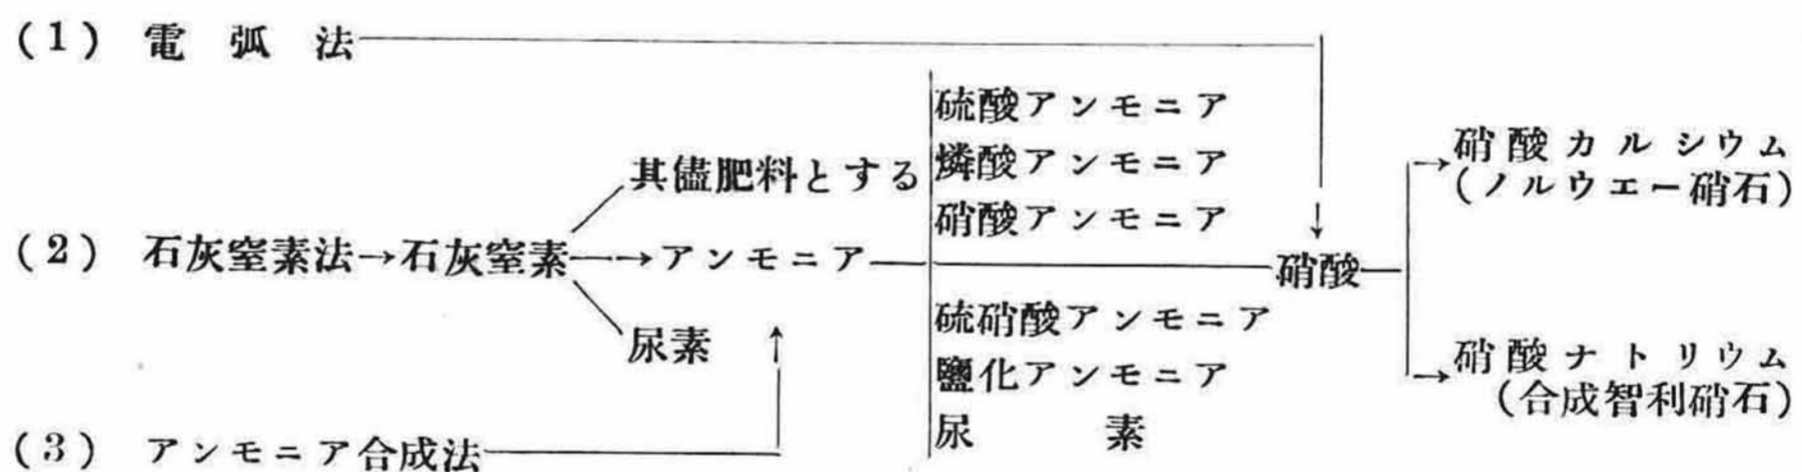 (1) 電弧法
硫酸アンモニア
燐酸アンモニア
硝酸アンモニア
其儘肥料とする
(2) 石灰窒素法→石灰窒素→アンモニア
硝酸
硝酸カルシウム
(ノルウエー硝石)
尿素
硫硝酸アンモニア
鹽化アンモニア
尿素
硝酸ナトリウム
(合成智利硝石)
(3) アンモニア合成法